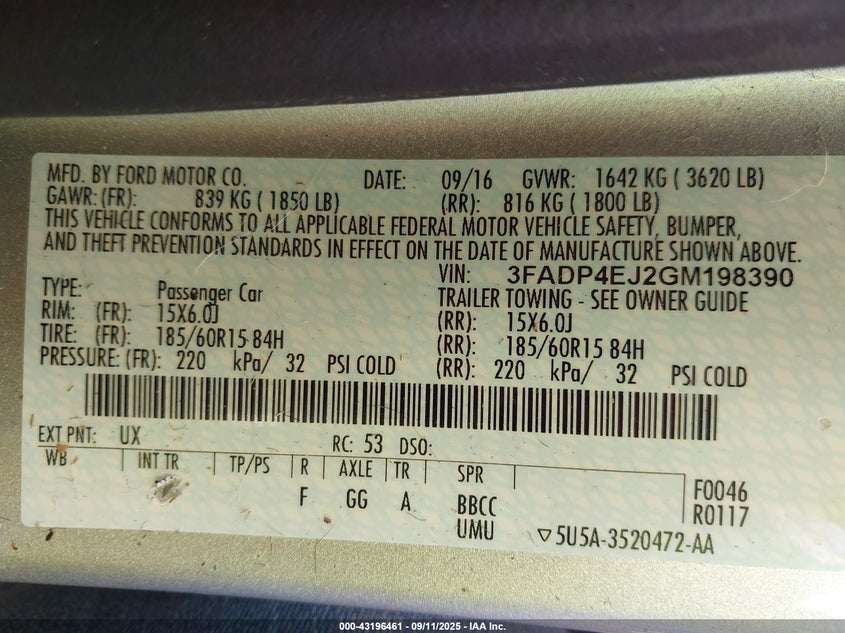 MFD. BY FORD MOTOR CO. DATE: 09/16 GVWR: 1642 KG ( 3620 LB)
GAWR: (FR): 839 KG ( 1850 LB) (RR): 816 KG ( 1800 LB)
THIS VEHICLE CONFORMS TO ALL APPLICABLE FEDERAL MOTOR VEHICLE SAFETY, BUMPER,
AND THEFT PREVENTION STANDARDS IN EFFECT ON THE DATE OF MANUFACTURE SHOWN ABOVE.
VIN: 3FADP4EJ2GM198390
TYPE: Passenger Car TRAILER TOWING - SEE OWNER GUIDE
RIM: (FR): 15X6.0J (RR): 15X6.0J
TIRE: (FR): 185/60R15 84H (RR): 185/60R15 84H
PRESSURE: (FR): 220 kPa/ 32 PSI COLD (RR): 220 kPa/ 32 PSI COLD
EXT PNT: UX RC: 53 DSO:
WB INT TR TP/PS R AXLE TR SPR
F GG A BBCC F0046
UMU R0117
▽5U5A-3520472-AA
000-43196461 - 09/11/2025 - IAA Inc.